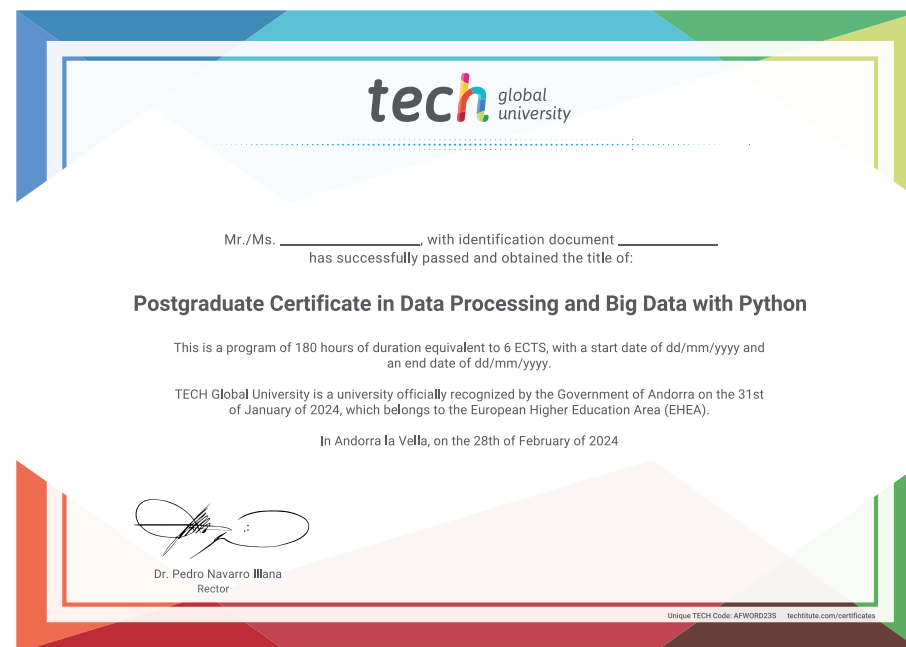 tech global university
Mr./Ms. ____________, with identification document ____________
has successfully passed and obtained the title of:
Postgraduate Certificate in Data Processing and Big Data with Python
This is a program of 180 hours of duration equivalent to 6 ECTS, with a start date of dd/mm/yyyy and
an end date of dd/mm/yyyy.
TECH Global University is a university officially recognized by the Government of Andorra on the 31st
of January of 2024, which belongs to the European Higher Education Area (EHEA).
In Andorra la Vella, on the 28th of February of 2024
Dr. Pedro Navarro Illana
Rector
Unique TECH Code: AFWORD23S techtitute.com/certificates